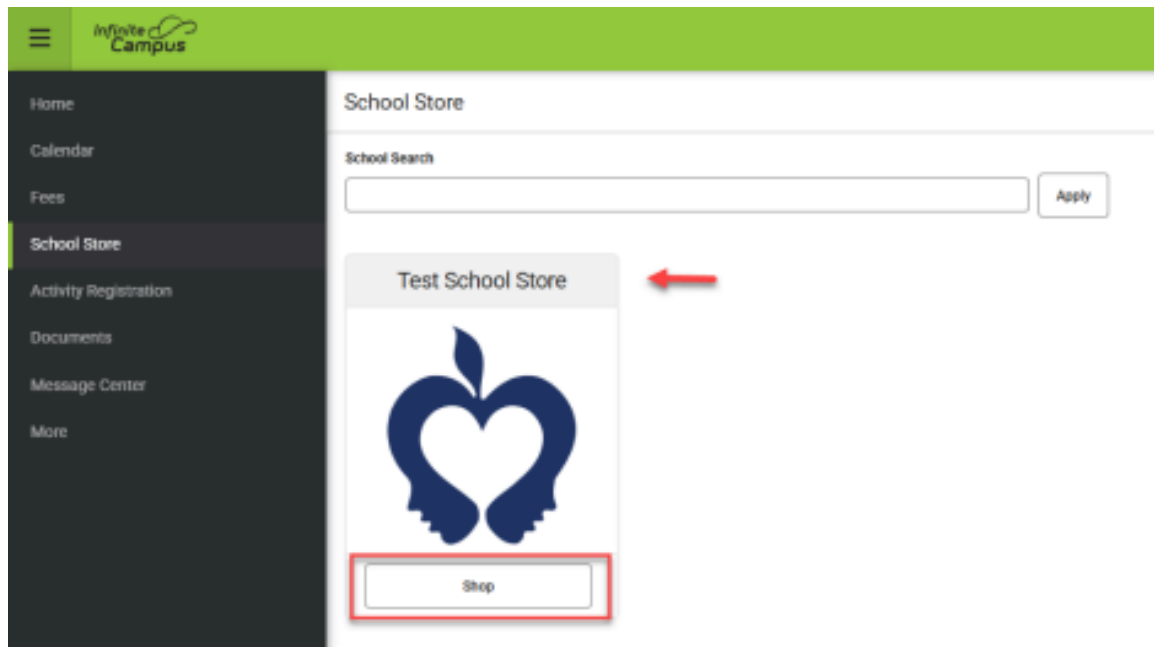 Infinite
Campus
Home
Calendar
Fees
School Store
Activity Registration
Documents
Message Center
More
School Store
School Search
Apply
Test School Store
Shop